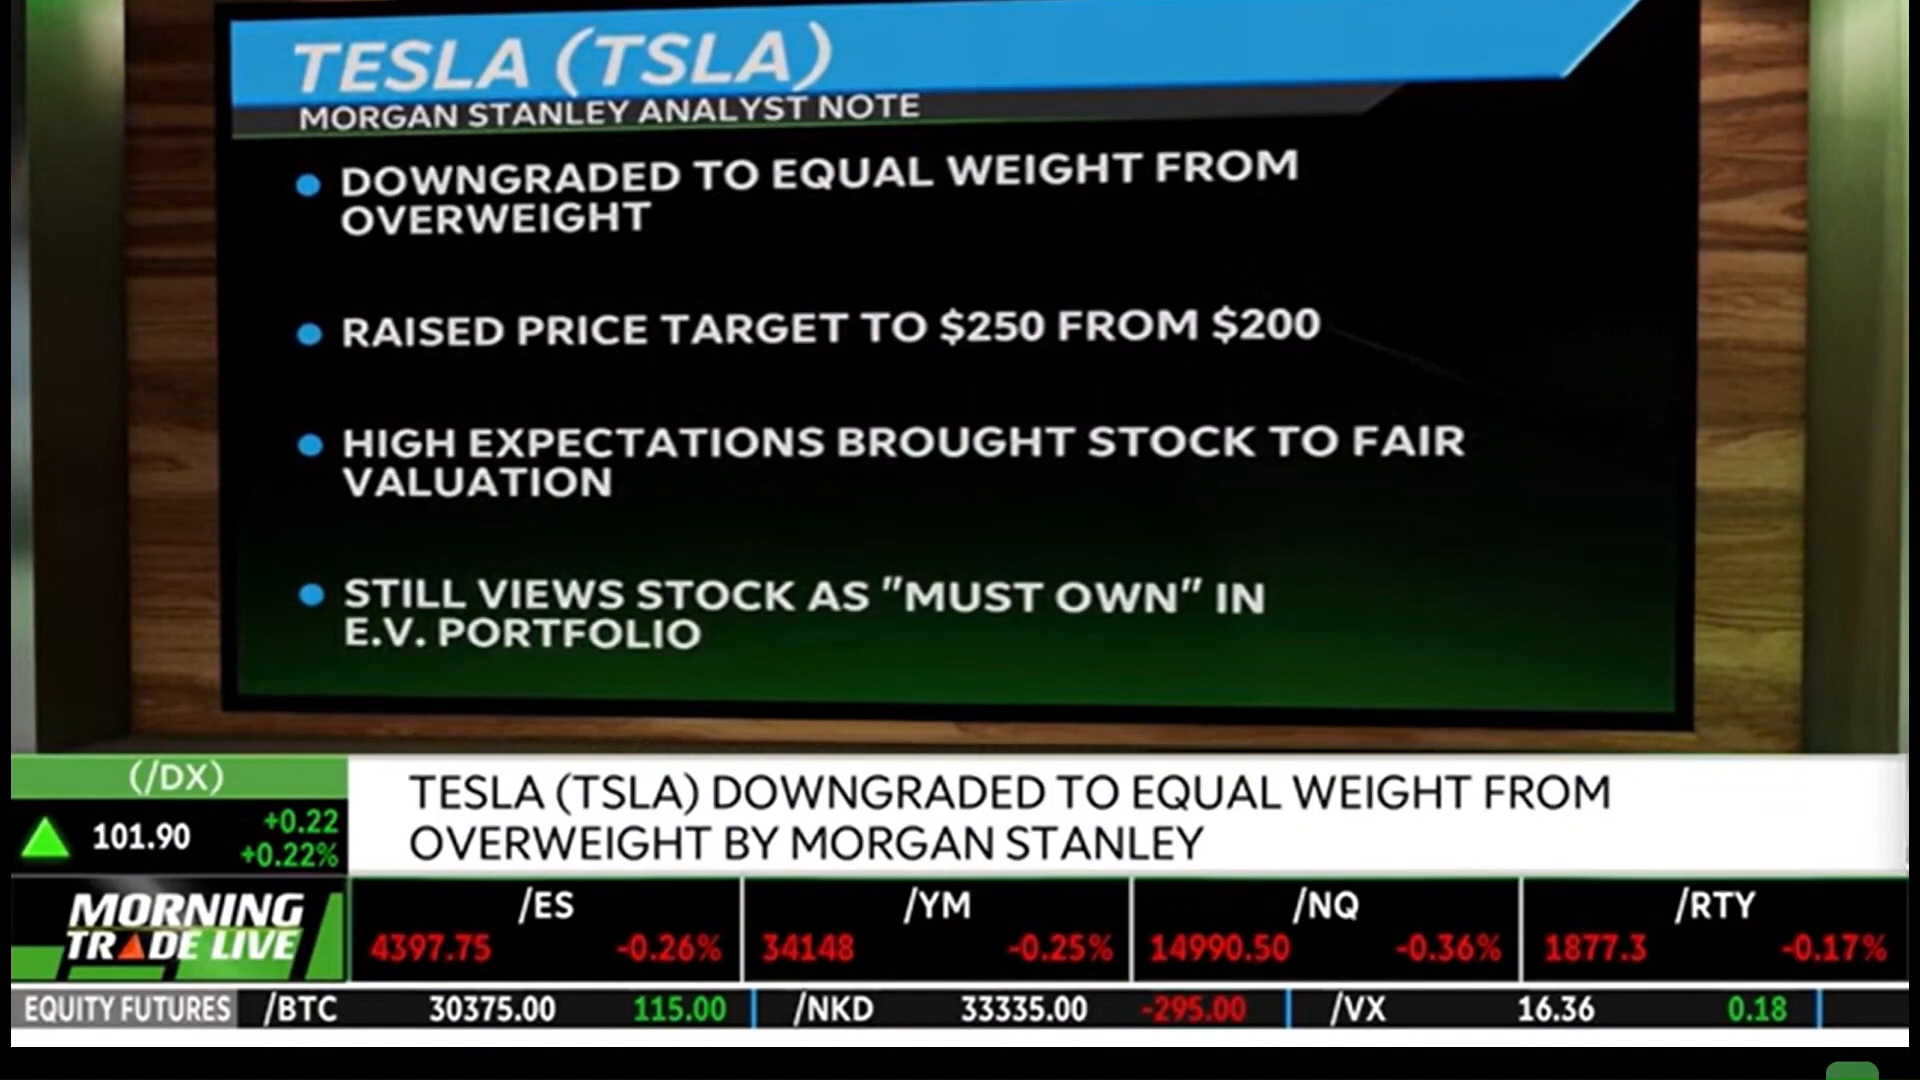 TESLA (TSLA)
MORGAN STANLEY ANALYST NOTE
DOWNGRADED TO EQUAL WEIGHT FROM
OVERWEIGHT
RAISED PRICE TARGET TO $250 FROM $200
HIGH EXPECTATIONS BROUGHT STOCK TO FAIR
VALUATION
STILL VIEWS STOCK AS "MUST OWN" IN
E.V. PORTFOLIO
(/DX)
101.90
+0.22
+0.22%
TESLA (TSLA) DOWNGRADED TO EQUAL WEIGHT FROM
OVERWEIGHT BY MORGAN STANLEY
MORNING
TRADE LIVE
/ES
4397.75 -0.26%
/YM
34148 -0.25%
/NQ
14990.50 -0.36%
/RTY
1877.3 -0.17%
EQUITY FUTURES /BTC 30375.00 115.00 /NKD 33335.00 -295.00 /VX 16.36 0.18